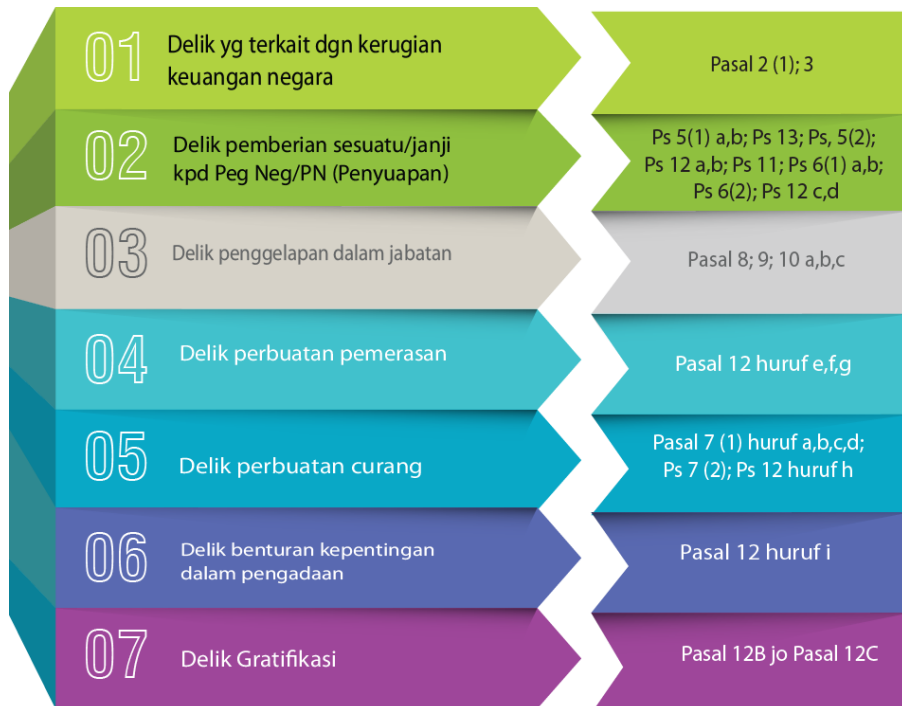 01
Delik yg terkait dgn kerugian
keuangan negara
Pasal 2 (1); 3
02
Delik pemberian sesuatu/janji
kpd Peg Neg/PN (Penyuapan)
Ps 5(1) a,b; Ps 13; Ps, 5(2);
Ps 12 a,b; Ps 11; Ps 6(1) a,b;
Ps 6(2); Ps 12 c,d
03
Delik penggelapan dalam jabatan
Pasal 8; 9; 10 a,b,c
04
Delik perbuatan pemerasan
Pasal 12 huruf e,f,g
05
Delik perbuatan curang
Pasal 7 (1) huruf a,b,c,d;
Ps 7 (2); Ps 12 huruf h
06
Delik benturan kepentingan
dalam pengadaan
Pasal 12 huruf i
07
Delik Gratifikasi
Pasal 12B jo Pasal 12C